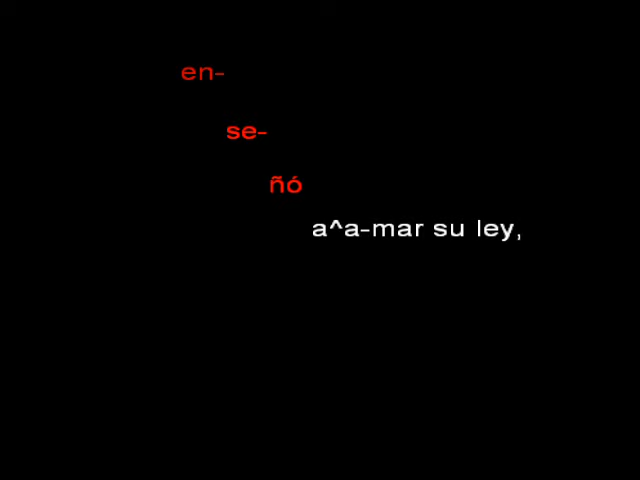 en-
se-
ñó
a^a-mar su ley,